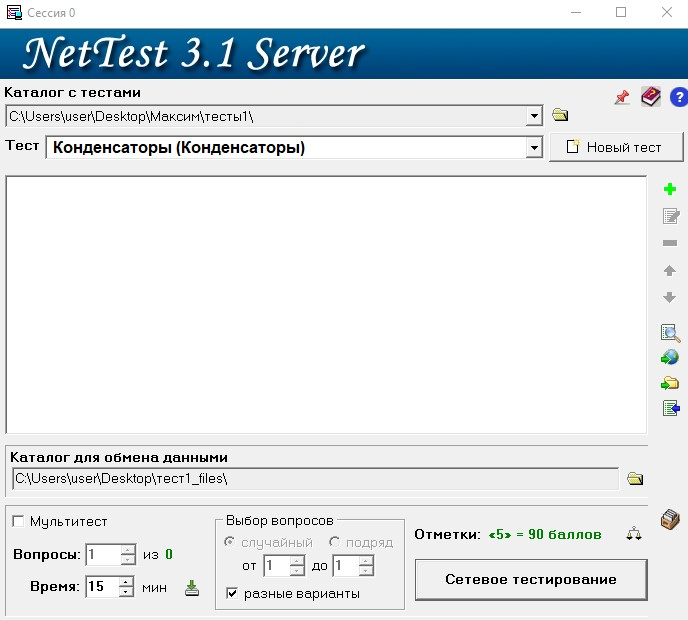 Сессия 0
NetTest 3.1 Server
Каталог с тестами
C:\Users\user\Desktop\Максим\тесты1\
Тест Конденсаторы (Конденсаторы) Новый тест
Каталог для обмена данными
C:\Users\user\Desktop\тест1_files\
Мультитест
Вопросы: 1 из 0
Время: 15 мин
Выбор вопросов
случайный подряд
от 1 до 1
разные варианты
Отметки: «5» = 90 баллов
Сетевое тестирование